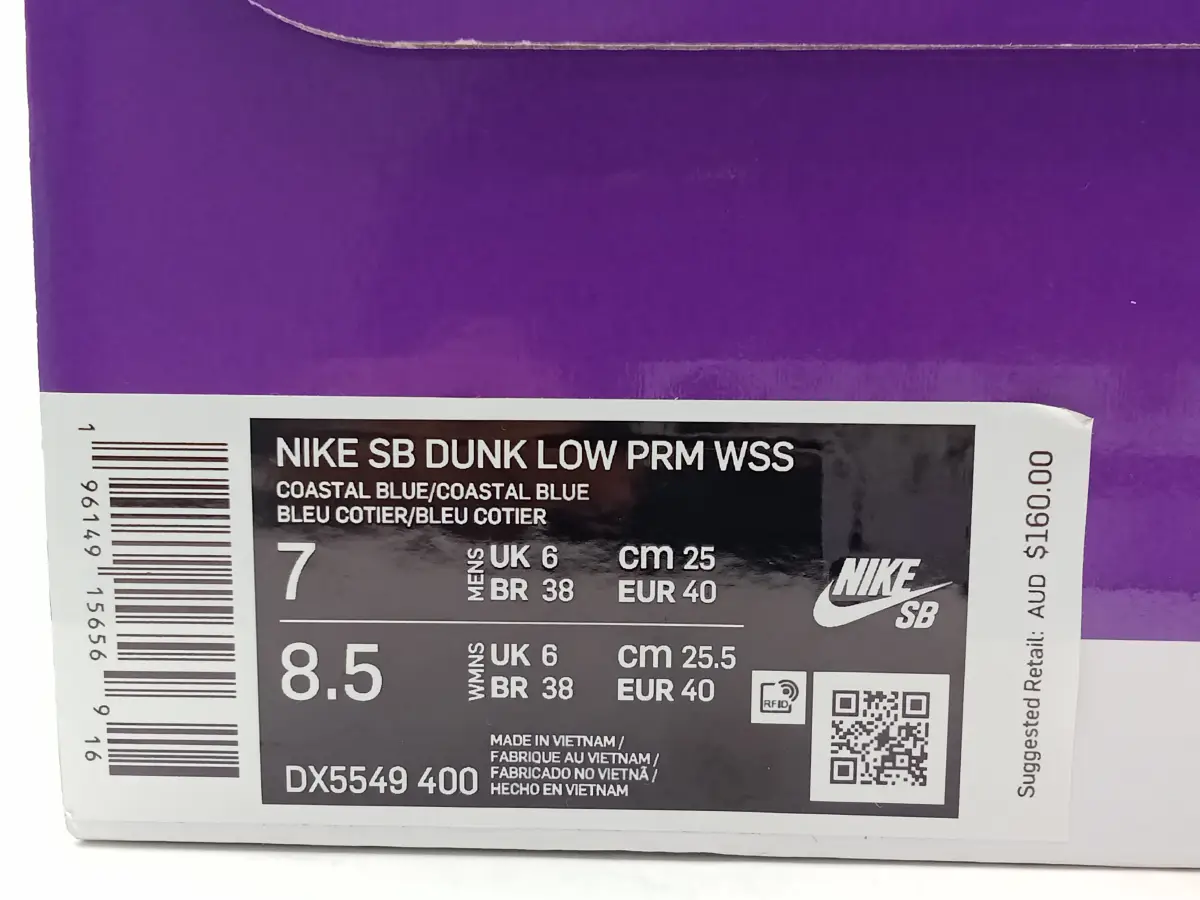 NIKE SB DUNK LOW PRM WSS
COASTAL BLUE/COASTAL BLUE
BLEU COTIER/BLEU COTIER
7
MENS
UK 6 cm 25
BR 38 EUR 40
8.5
WMNS
UK 6 cm 25.5
BR 38 EUR 40
DX5549 400
MADE IN VIETNAM /
FABRIQUE AU VIETNAM /
FABRICADO NO VIETNÃ /
HECHO EN VIETNAM
NIKE
SB
RFID
1 96149 15656 9 16
Suggested Retail: AUD $160.00